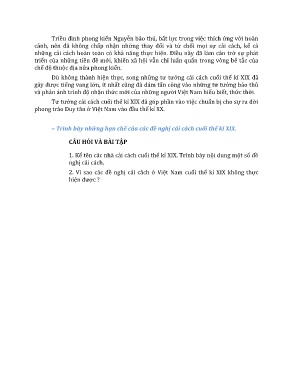 Triều đình phong kiến Nguyễn bảo thủ, bất lực trong việc thích ứng với hoàn
cảnh, nên đã không chấp nhận những thay đổi và từ chối mọi sự cải cách, kể cả
những cải cách hoàn toàn có khả năng thực hiện. Điều này đã làm cản trở sự phát
triển của những tiền đề mới, khiến xã hội vẫn chỉ luẩn quẩn trong vòng bế tắc của
chế độ thuộc địa nửa phong kiến.
Dù không thành hiện thực, song những tư tưởng cải cách cuối thế kỉ XIX đã
gây được tiếng vang lớn, ít nhất cũng đã dám tấn công vào những tư tưởng bảo thủ
và phản ánh trình độ nhận thức mới của những người Việt Nam hiểu biết, thức thời.
Tư tưởng cải cách cuối thế kỉ XIX đã góp phần vào việc chuẩn bị cho sự ra đời
phong trào Duy tân ở Việt Nam vào đầu thế kỉ XX.
– Trình bày những hạn chế của các đề nghị cải cách cuối thế kỉ XIX.
CÂU HỎI VÀ BÀI TẬP
1. Kể tên các nhà cải cách cuối thế kỉ XIX. Trình bày nội dung một số đề
nghị cải cách.
2. Vì sao các đề nghị cải cách ở Việt Nam cuối thế kỉ XIX không thực
hiện được ?